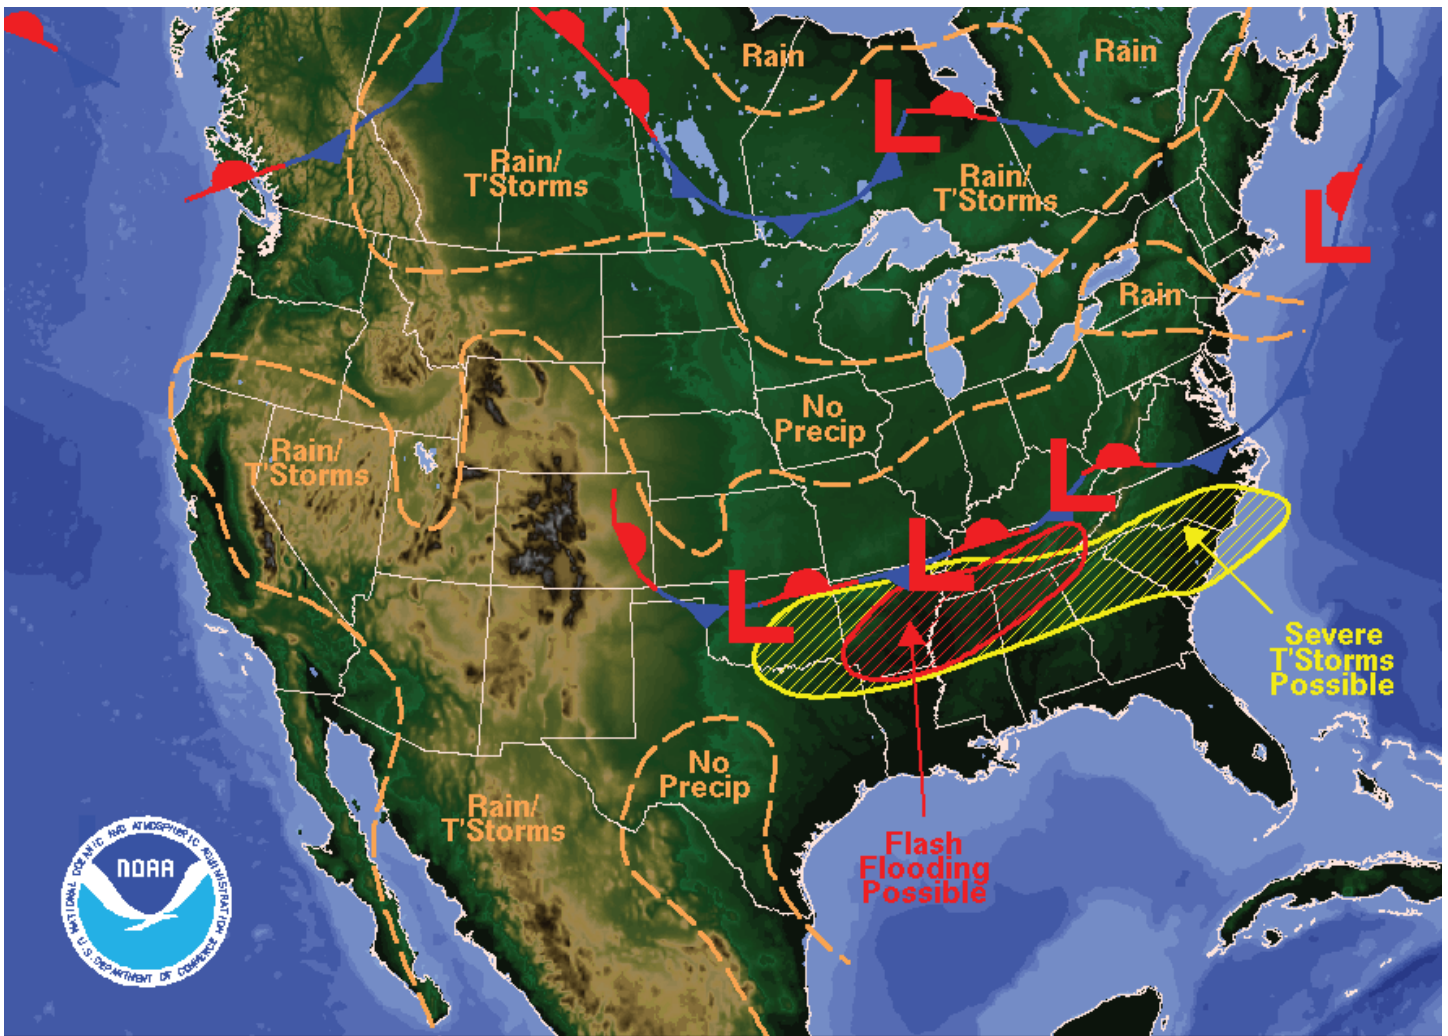 Rain
Rain
Rain/
T'Storms
Rain/
T'Storms
Rain
No
Precip
Rain/
T'Storms
Severe
T'Storms
Possible
No
Precip
Rain/
T'Storms
Flash
Flooding
Possible
L
L
L
L
L
NATIONAL OCEANIC AND ATMOSPHERIC ADMINISTRATION
NOAA
U.S. DEPARTMENT OF COMMERCE